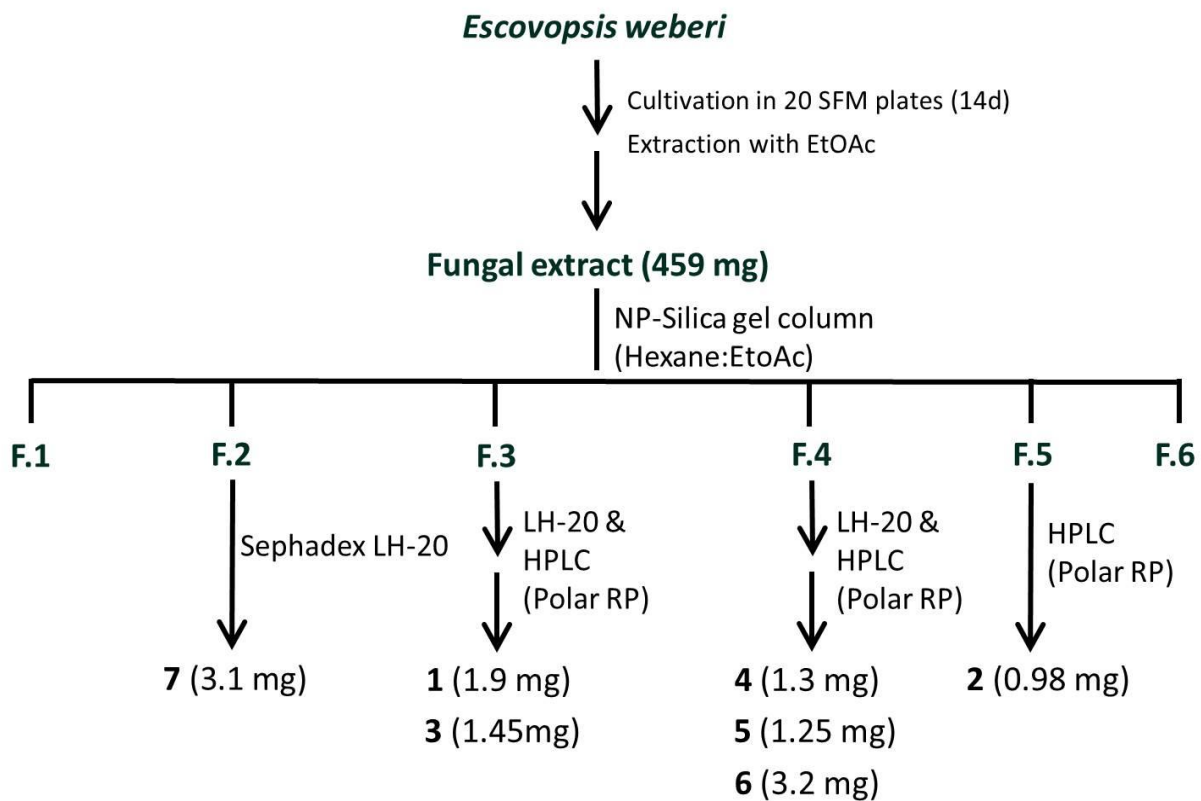 Escovopsis weberi
Cultivation in 20 SFM plates (14d)
Extraction with EtOAc
Fungal extract (459 mg)
NP-Silica gel column
(Hexane:EtoAc)
F.1 F.2 F.3 F.4 F.5 F.6
Sephadex LH-20
LH-20 &
HPLC
(Polar RP)
LH-20 &
HPLC
(Polar RP)
HPLC
(Polar RP)
7 (3.1 mg)
1 (1.9 mg)
3 (1.45mg)
4 (1.3 mg)
5 (1.25 mg)
6 (3.2 mg)
2 (0.98 mg)